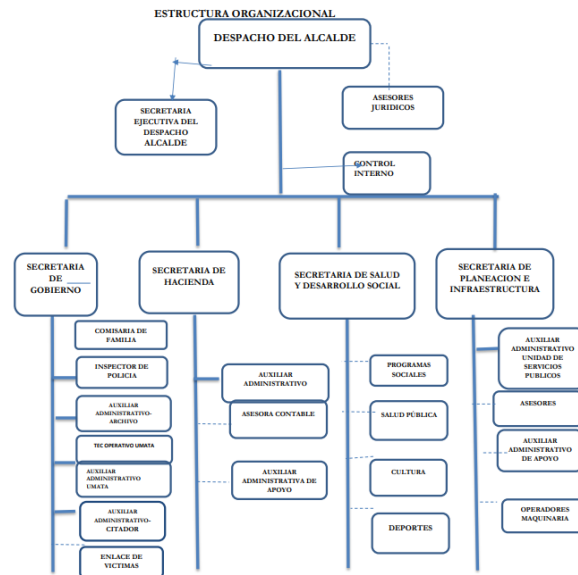 ESTRUCTURA ORGANIZACIONAL
DESPACHO DEL ALCALDE
SECRETARIA
EJECUTIVA DEL
DESPACHO
ALCALDE
ASESORES
JURIDICOS
CONTROL
INTERNO
SECRETARIA
DE
GOBIERNO
SECRETARIA DE
HACIENDA
SECRETARIA DE SALUD
Y DESARROLLO SOCIAL
SECRETARIA DE
PLANEACION E
INFRAESTRUCTURA
COMISARIA DE
FAMILIA
INSPECTOR DE
POLICIA
AUXILIAR
ADMINISTRATIVO-
ARCHIVO
TEC OPERATIVO UMATA
AUXILIAR
ADMINISTRATIVO
UMATA
AUXILIAR
ADMINISTRATIVO-
CITADOR
ENLACE DE
VICTIMAS
AUXILIAR
ADMINISTRATIVO
ASESORA CONTABLE
AUXILIAR
ADMINISTRATIVA DE
APOYO
PROGRAMAS
SOCIALES
SALUD PÚBLICA
CULTURA
DEPORTES
AUXILIAR
ADMINISTRATIVO
UNIDAD DE
SERVICIOS
PUBLICOS
ASESORES
AUXILIAR
ADMINISTRATIVO
DE APOYO
OPERADORES
MAQUINARIA